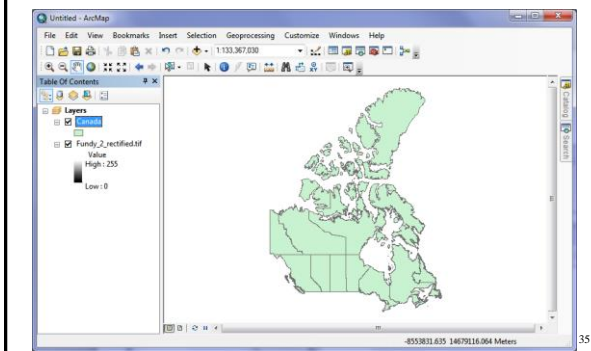 Untitled - ArcMap
File Edit View Bookmarks Insert Selection Geoprocessing Customize Windows Help
1:133,367,030
Table Of Contents
Layers
Canada
Fundy_2_rectified.tif
Value
High : 255
Low : 0
Catalog
Search
-8553831.635 14679116.064 Meters
35